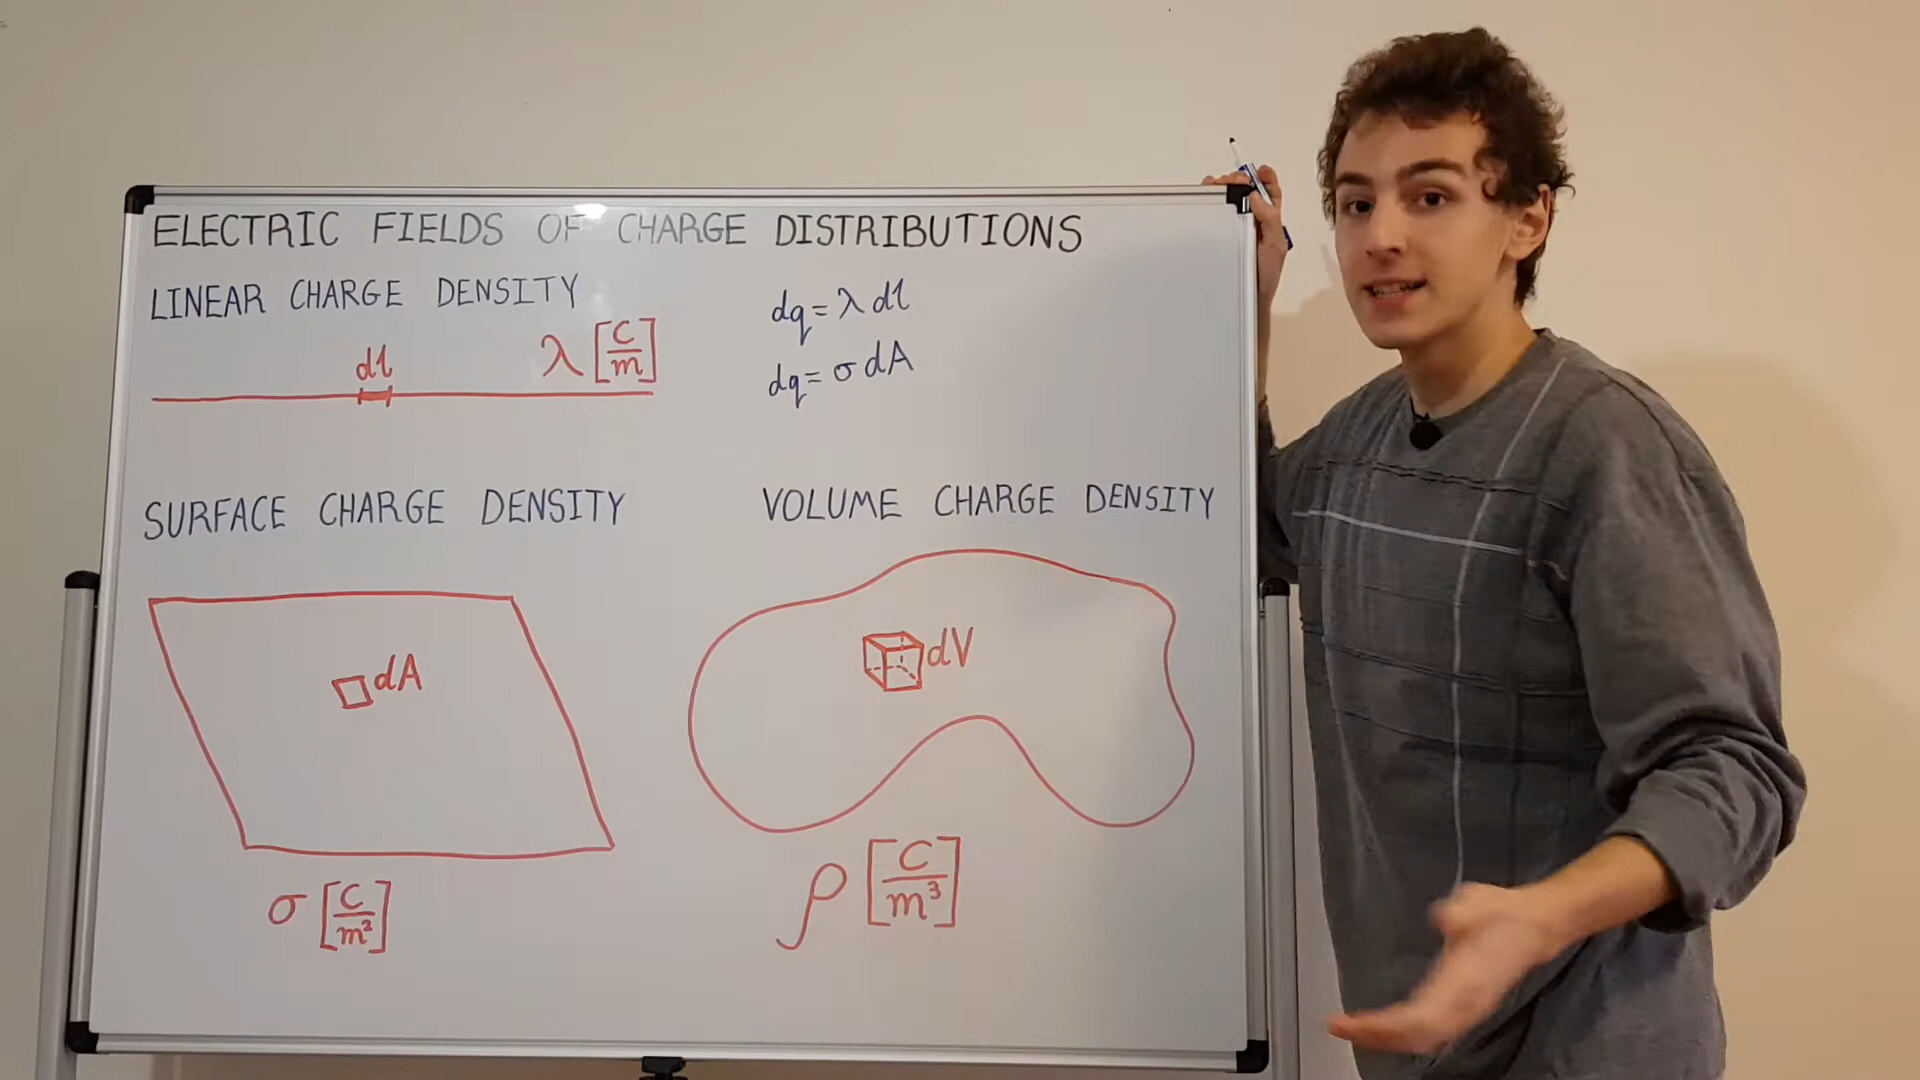 ELECTRIC FIELDS OF CHARGE DISTRIBUTIONS
LINEAR CHARGE DENSITY
dl
λ [C/m]
dq = λ dl
dq = σ dA
SURFACE CHARGE DENSITY
dA
σ [C/m²]
VOLUME CHARGE DENSITY
dV
ρ [C/m³]